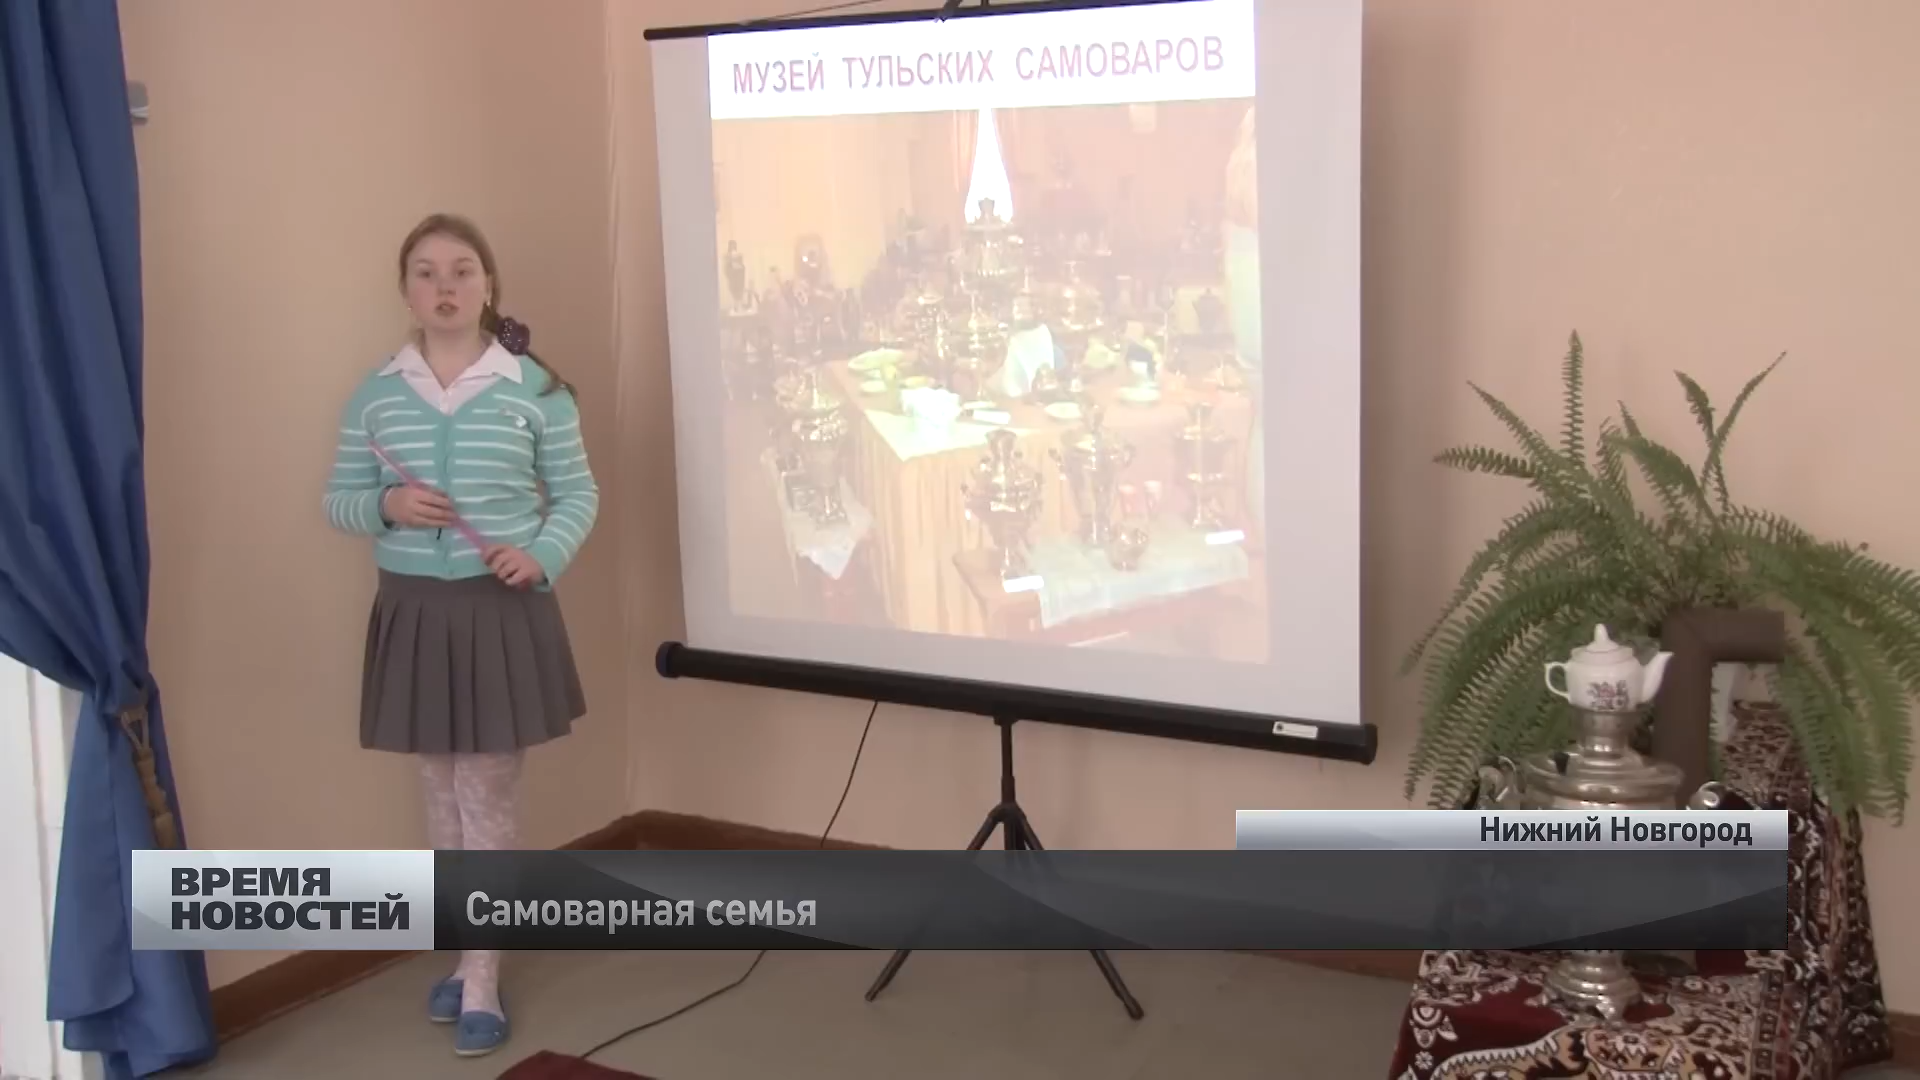 МУЗЕЙ ТУЛЬСКИХ САМОВАРОВ
Нижний Новгород
ВРЕМЯ
НОВОСТЕЙ
Самоварная семья